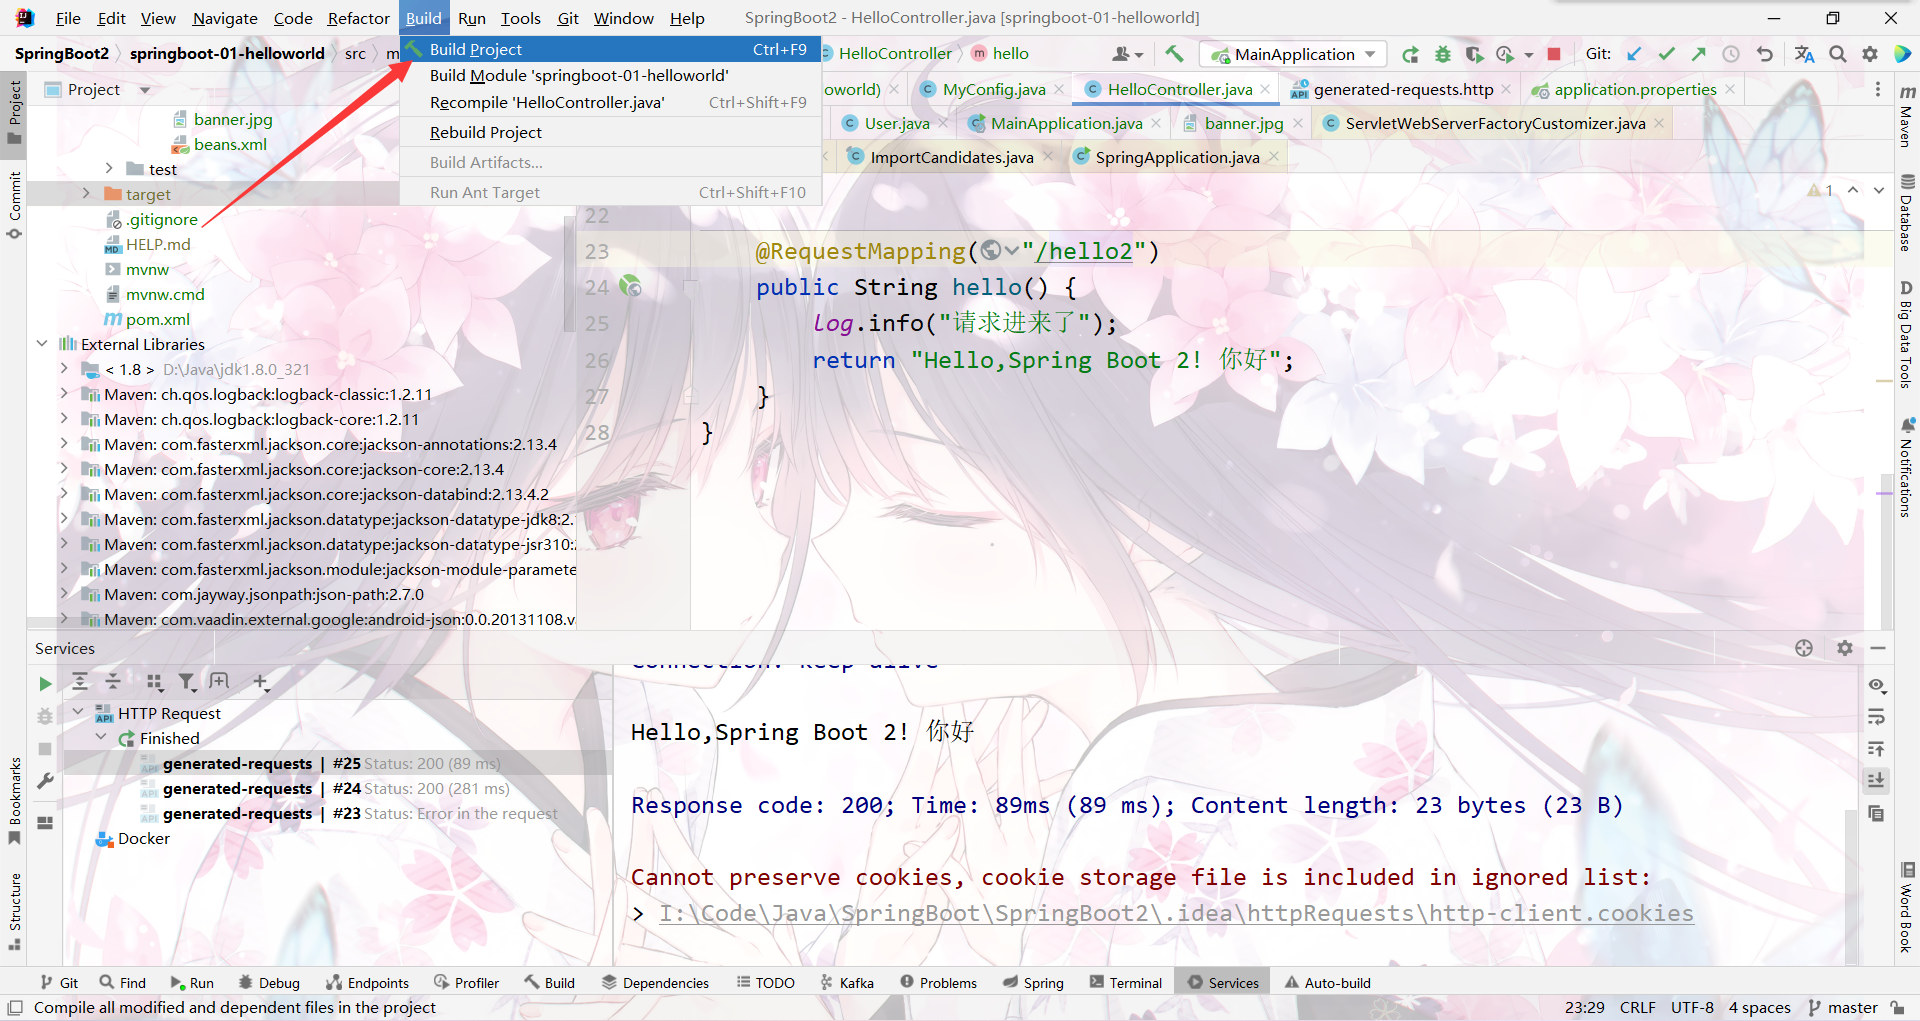 File Edit View Navigate Code Refactor Build Run Tools Git Window Help SpringBoot2 - HelloController.java [springboot-01-helloworld]
SpringBoot2 springboot-01-helloworld src m HelloController hello MainApplication Git:
Build Project Ctrl+F9
Build Module 'springboot-01-helloworld'
Recompile 'HelloController.java' Ctrl+Shift+F9
Rebuild Project
Build Artifacts...
Run Ant Target Ctrl+Shift+F10
oworld) MyConfig.java HelloController.java generated-requests.http application.properties
User.java MainApplication.java banner.jpg ServletWebServerFactoryCustomizer.java
ImportCandidates.java SpringApplication.java
Project
banner.jpg
beans.xml
test
target
.gitignore
HELP.md
mvnw
mvnw.cmd
pom.xml
External Libraries
< 1.8 > D:\Java\jdk1.8.0_321
Maven: ch.qos.logback:logback-classic:1.2.11
Maven: ch.qos.logback:logback-core:1.2.11
Maven: com.fasterxml.jackson.core:jackson-annotations:2.13.4
Maven: com.fasterxml.jackson.core:jackson-core:2.13.4
Maven: com.fasterxml.jackson.core:jackson-databind:2.13.4.2
Maven: com.fasterxml.jackson.datatype:jackson-datatype-jdk8:2.
Maven: com.fasterxml.jackson.datatype:jackson-datatype-jsr310:
Maven: com.fasterxml.jackson.module:jackson-module-paramete
Maven: com.jayway.jsonpath:json-path:2.7.0
Maven: com.vaadin.external.google:android-json:0.0.20131108.v
1
22
23 @RequestMapping("/hello2")
24 public String hello() {
25 log.info("请求进来了");
26 return "Hello,Spring Boot 2! 你好";
27 }
28 }
Project
Commit
Bookmarks
Structure
Maven
Database
Big Data Tools
Notifications
Word Book
Services
HTTP Request
Finished
generated-requests | #25 Status: 200 (89 ms)
generated-requests | #24 Status: 200 (281 ms)
generated-requests | #23 Status: Error in the request
Docker
Connection: keep-alive
Hello,Spring Boot 2! 你好
Response code: 200; Time: 89ms (89 ms); Content length: 23 bytes (23 B)
Cannot preserve cookies, cookie storage file is included in ignored list:
> I:\Code\Java\SpringBoot\SpringBoot2\.idea\httpRequests\http-client.cookies
Git Find Run Debug Endpoints Profiler Build Dependencies TODO Kafka Problems Spring Terminal Services Auto-build
Compile all modified and dependent files in the project 23:29 CRLF UTF-8 4 spaces master